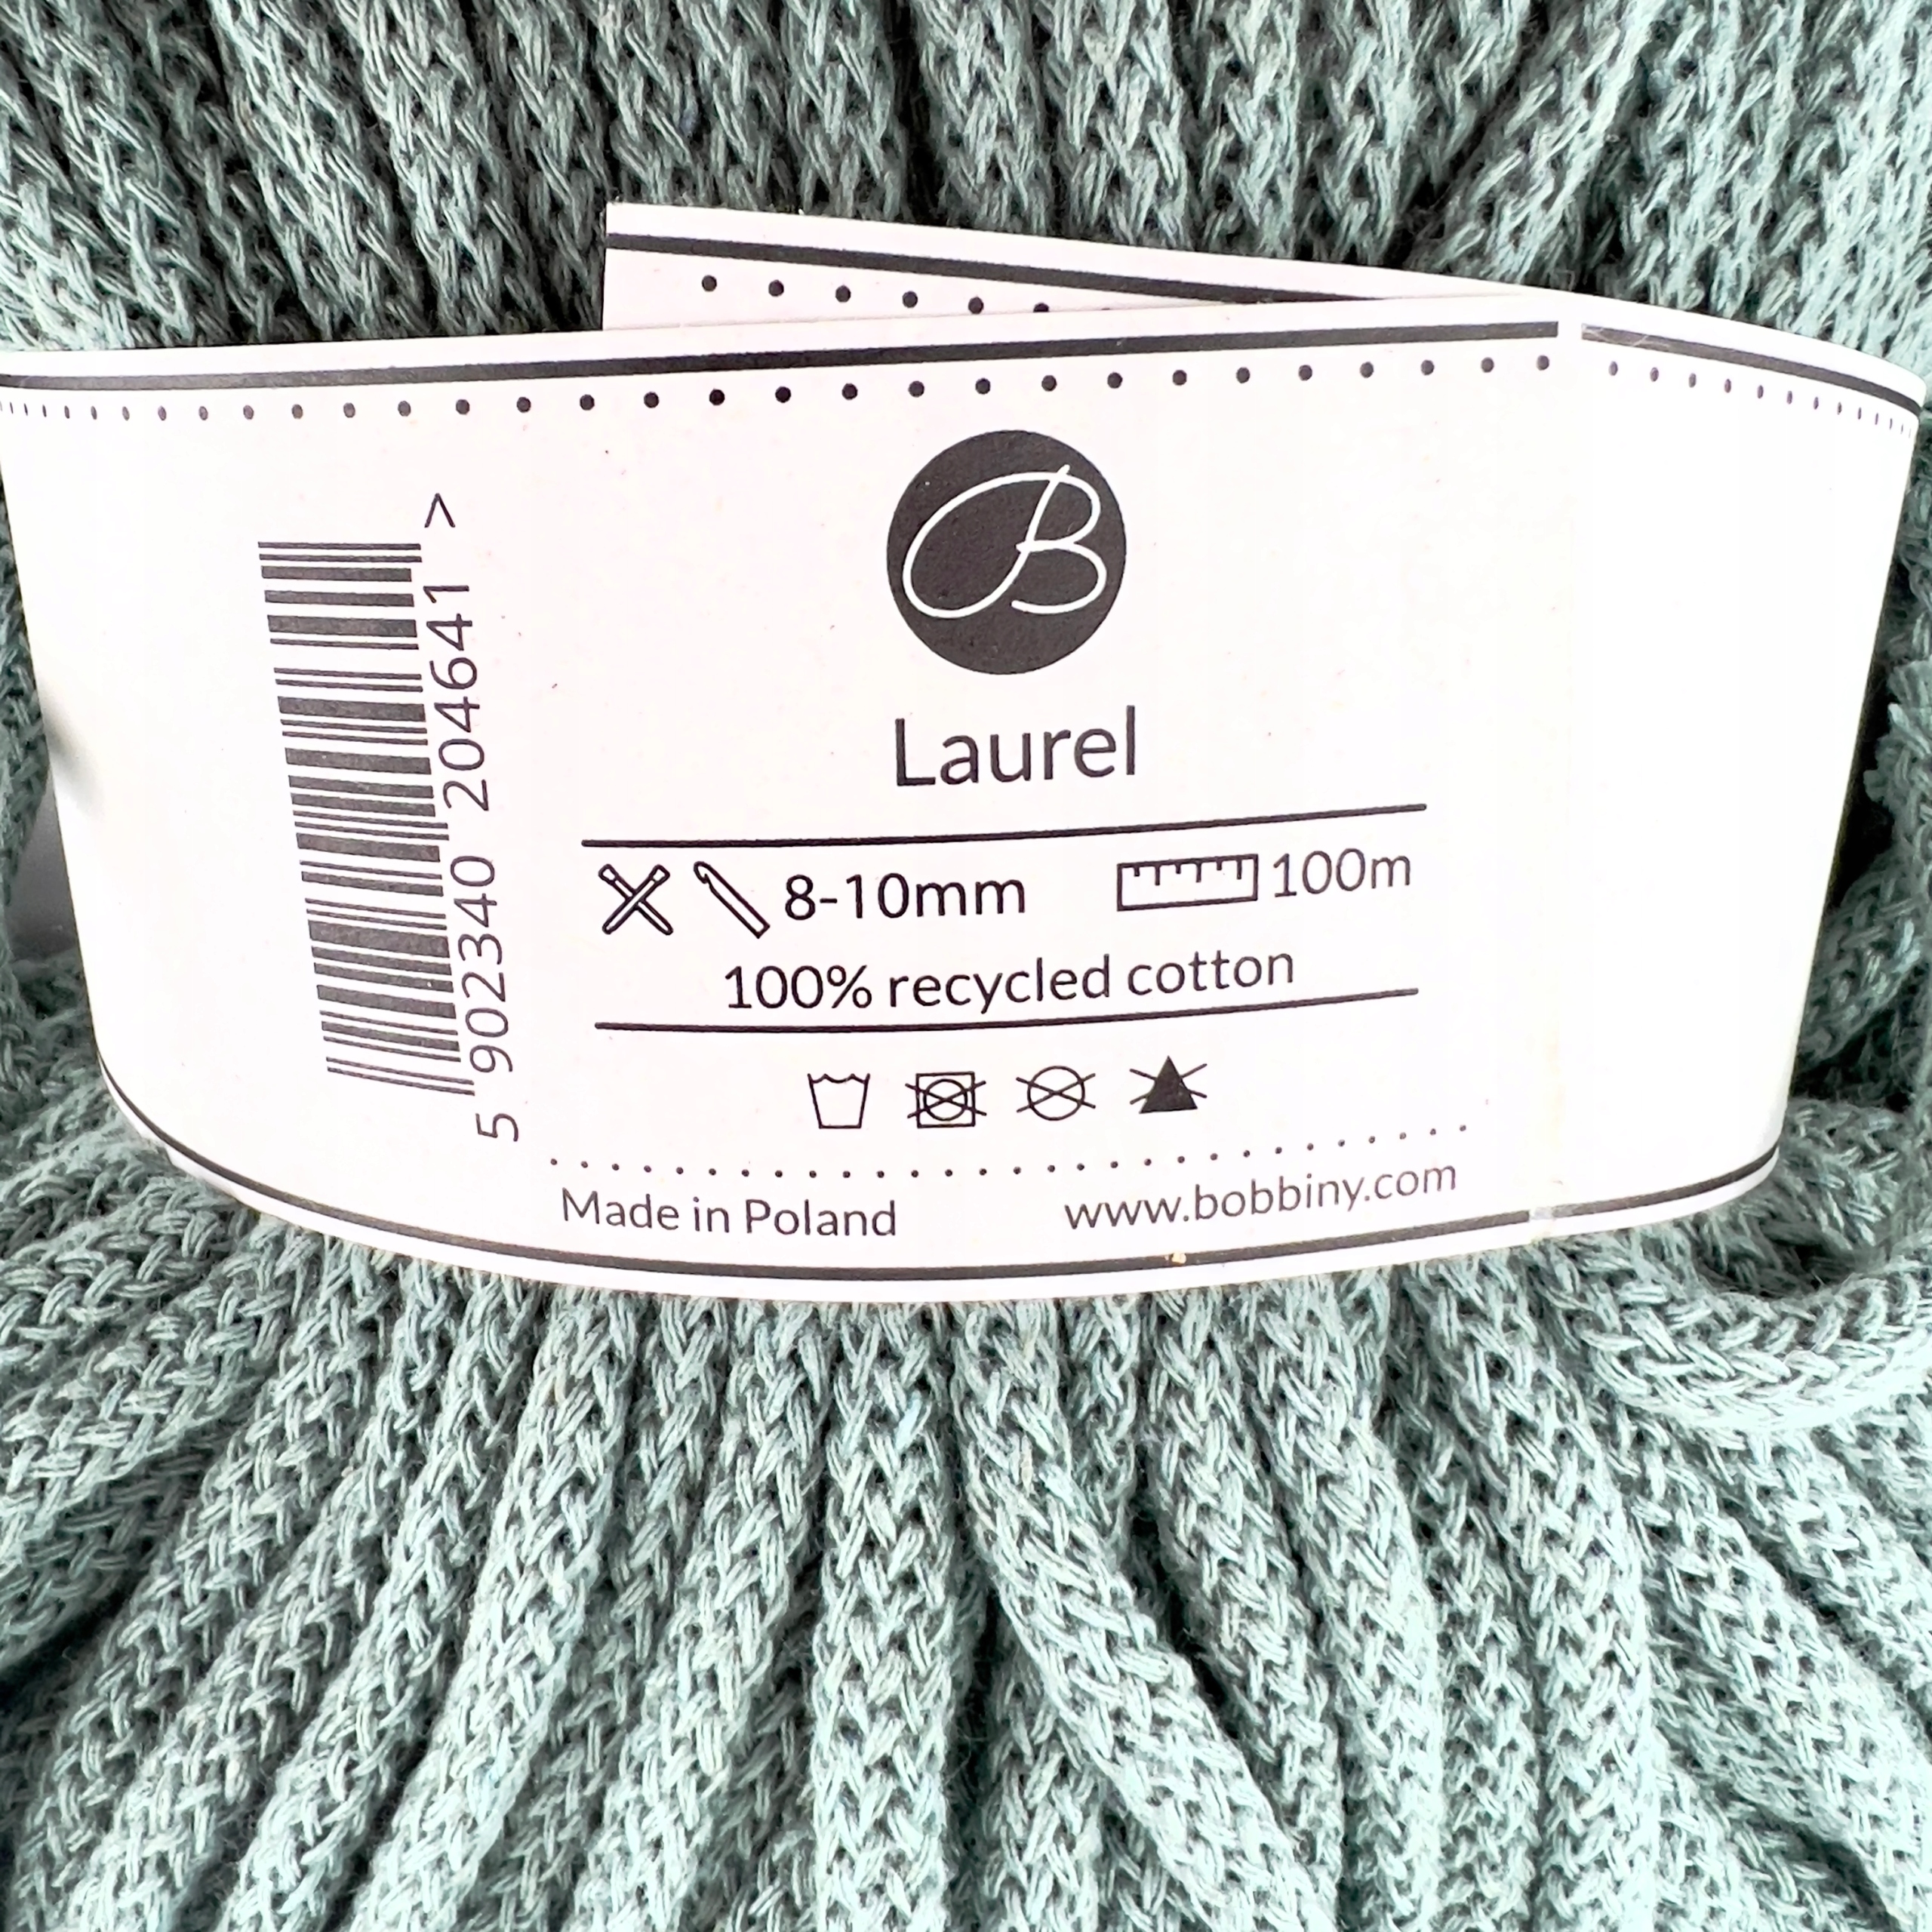 B
Laurel
8-10mm 100m
100% recycled cotton
Made in Poland www.bobbiny.com
5 902340 204641 >